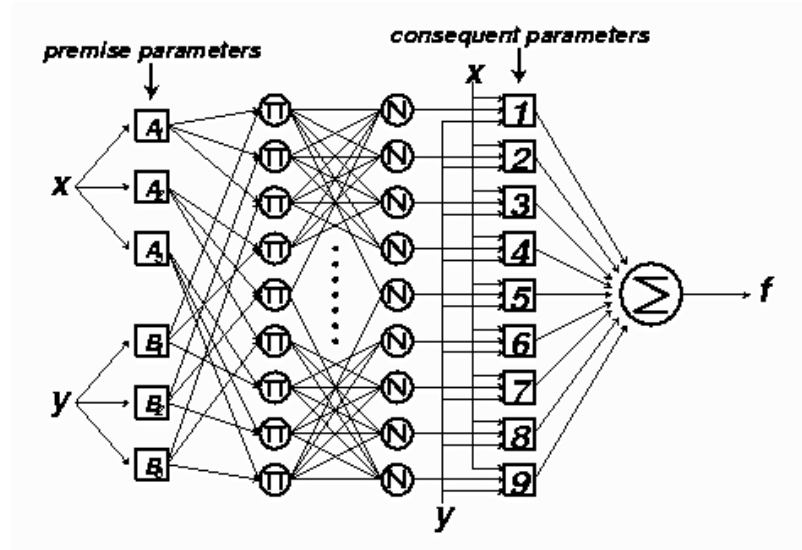 consequent parameters
premise parameters
x
A1
Π Π Π Π Π Π Π Π Π
N N N N N N N N N
1
2
3
4
5
6
7
8
9
x
A2
A3
B1
y
B2
B3
Σ
f
y